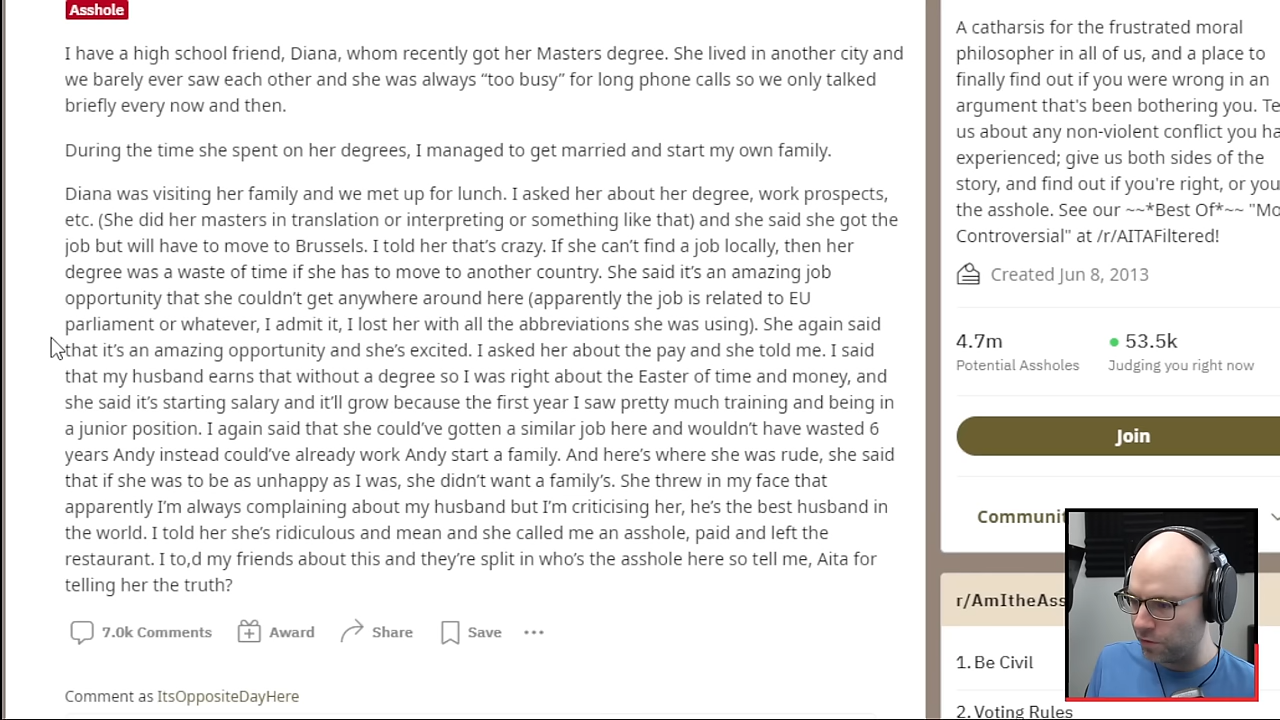 Asshole
I have a high school friend, Diana, whom recently got her Masters degree. She lived in another city and
we barely ever saw each other and she was always “too busy” for long phone calls so we only talked
briefly every now and then.
During the time she spent on her degrees, I managed to get married and start my own family.
Diana was visiting her family and we met up for lunch. I asked her about her degree, work prospects,
etc. (She did her masters in translation or interpreting or something like that) and she said she got the
job but will have to move to Brussels. I told her that’s crazy. If she can’t find a job locally, then her
degree was a waste of time if she has to move to another country. She said it’s an amazing job
opportunity that she couldn’t get anywhere around here (apparently the job is related to EU
parliament or whatever, I admit it, I lost her with all the abbreviations she was using). She again said
that it’s an amazing opportunity and she’s excited. I asked her about the pay and she told me. I said
that my husband earns that without a degree so I was right about the Easter of time and money, and
she said it’s starting salary and it’ll grow because the first year I saw pretty much training and being in
a junior position. I again said that she could’ve gotten a similar job here and wouldn’t have wasted 6
years Andy instead could’ve already work Andy start a family. And here’s where she was rude, she said
that if she was to be as unhappy as I was, she didn’t want a family’s. She threw in my face that
apparently I’m always complaining about my husband but I’m criticising her, he’s the best husband in
the world. I told her she’s ridiculous and mean and she called me an asshole, paid and left the
restaurant. I to,d my friends about this and they’re split in who’s the asshole here so tell me, Aita for
telling her the truth?
7.0k Comments Award Share Save
Comment as ItsOppositeDayHere
A catharsis for the frustrated moral
philosopher in all of us, and a place to
finally find out if you were wrong in an
argument that's been bothering you. Te
us about any non-violent conflict you ha
experienced; give us both sides of the
story, and find out if you're right, or you
the asshole. See our ~~*Best Of*~~ "Mo
Controversial" at /r/AITAFiltered!
Created Jun 8, 2013
4.7m 53.5k
Potential Assholes Judging you right now
Join
Communi
r/AmItheAss
1. Be Civil
2. Voting Rules